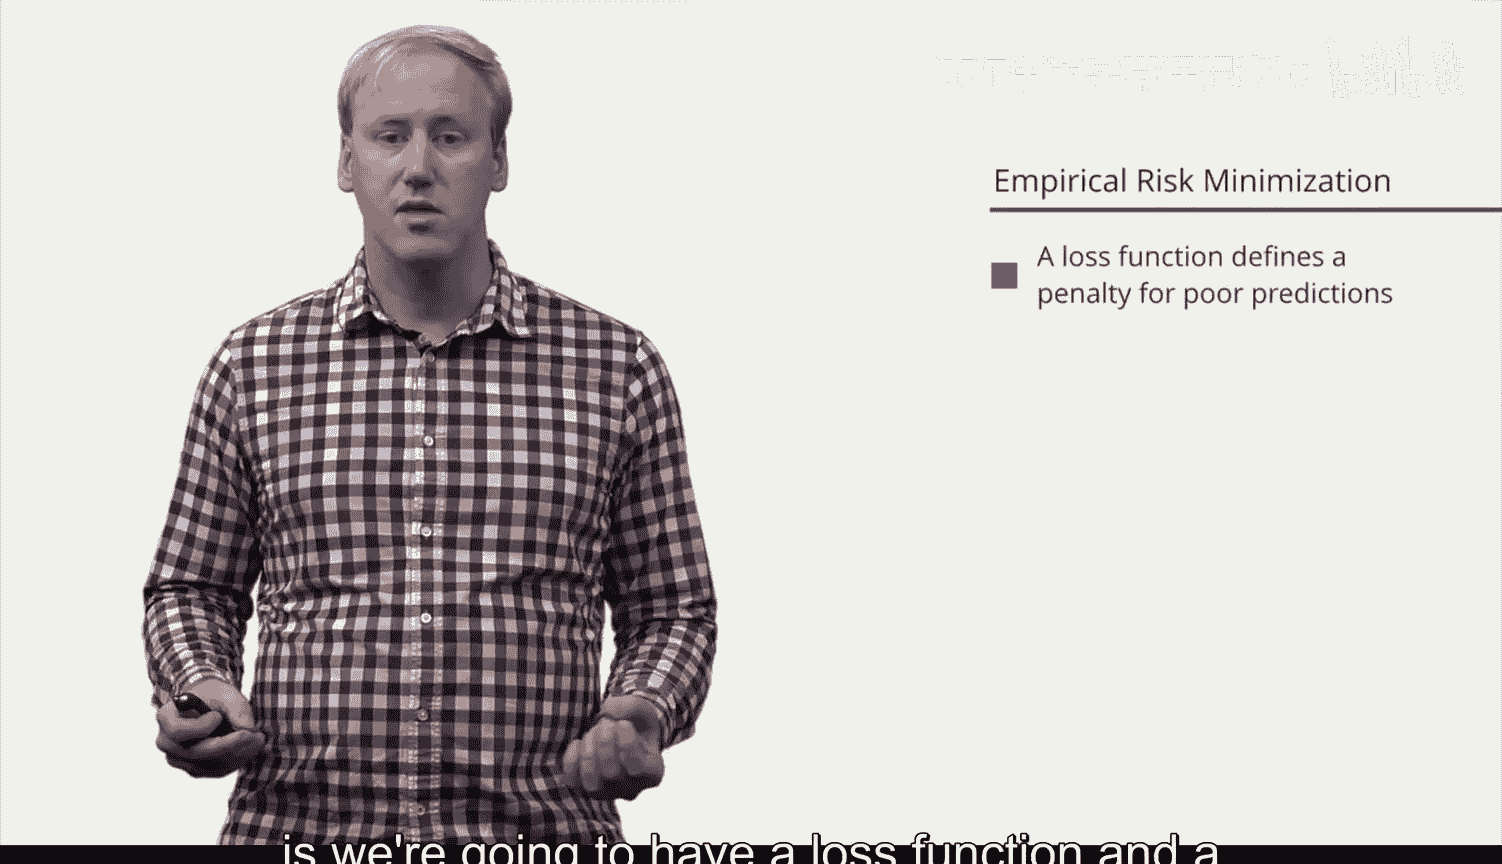 Empirical Risk Minimization
A loss function defines a
penalty for poor predictions
is we're going to have a loss function and a